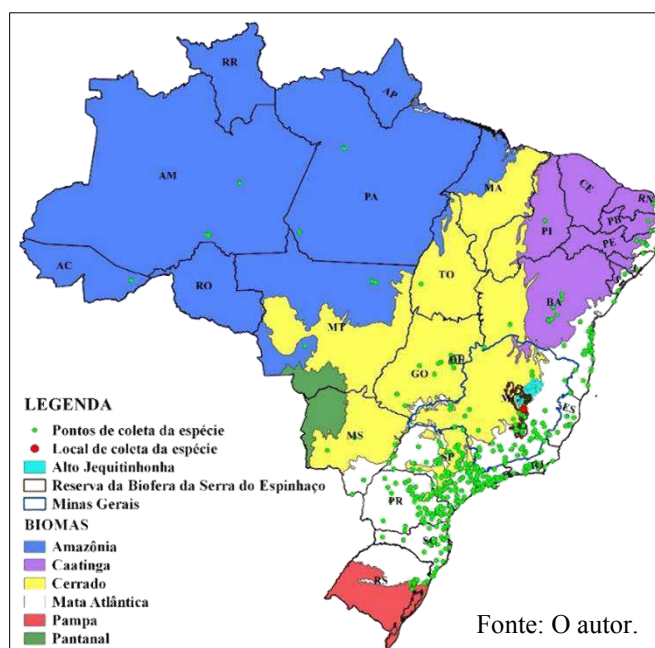 RR
AP
AM
PA
MA
CE
RN
PI
PB
PE
AC
TO
RO
BA
MT
GO
DF
ES
MS
SP
RJ
PR
SC
RS
LEGENDA
Pontos de coleta da espécie
Local de coleta da espécie
Alto Jequitinhonha
Reserva da Biofera da Serra do Espinhaço
Minas Gerais
BIOMAS
Amazônia
Caatinga
Cerrado
Mata Atlântica
Pampa
Pantanal
Fonte: O autor.